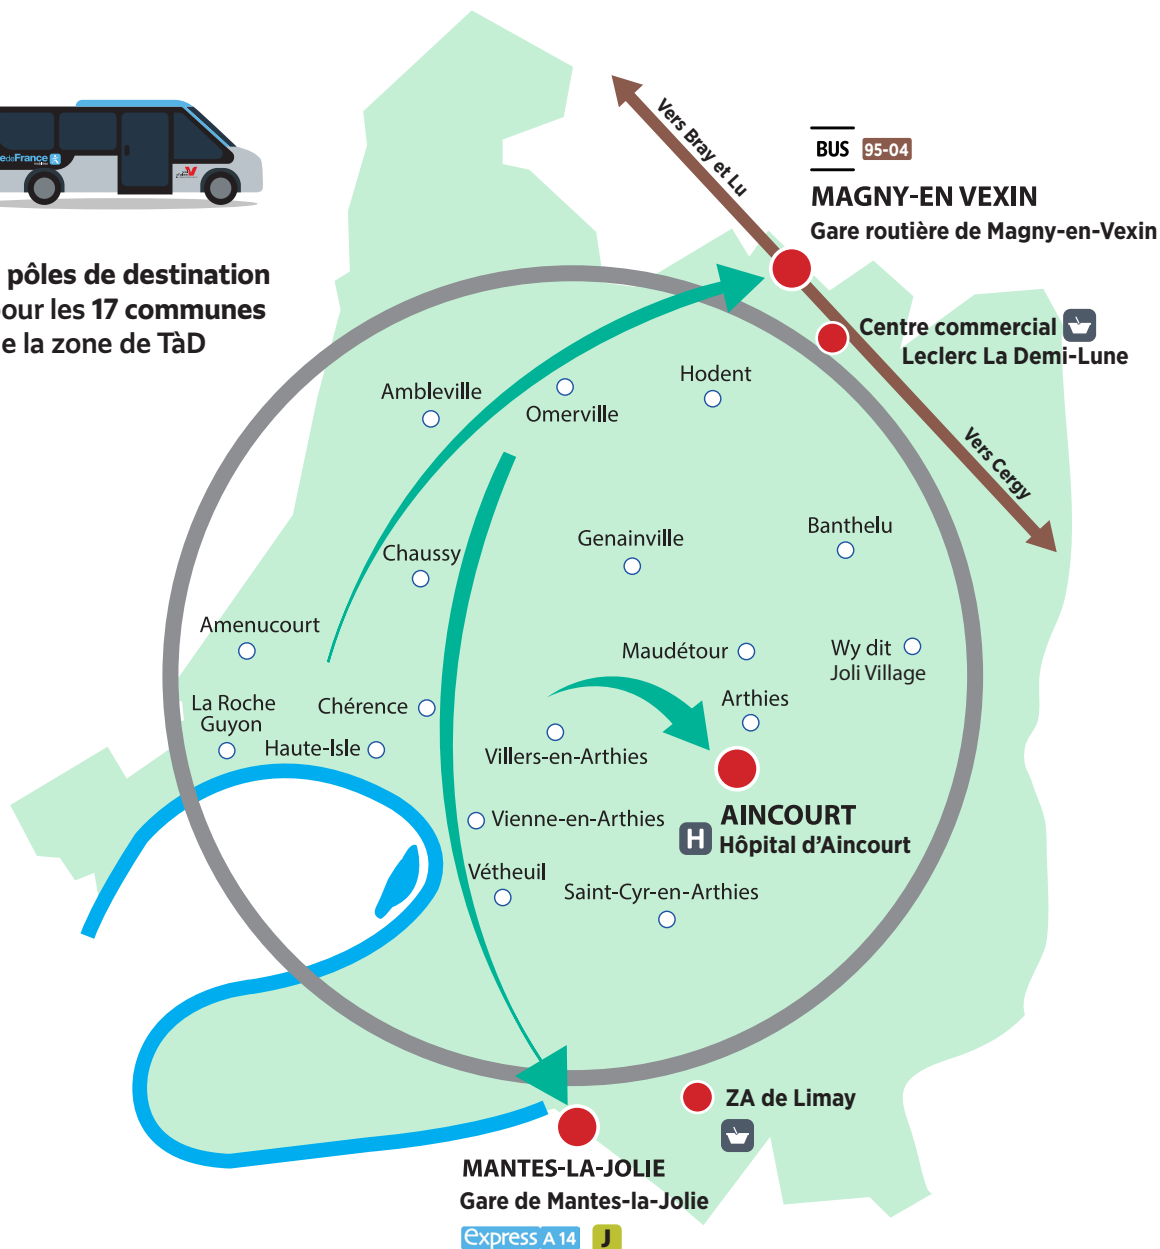 deFrance
pôles de destination
pour les 17 communes
de la zone de TàD
Vers Bray et Lu
BUS 95-04
MAGNY-EN VEXIN
Gare routière de Magny-en-Vexin
Centre commercial
Leclerc La Demi-Lune
Vers Cergy
Ambleville
Omerville
Hodent
Chaussy
Genainville
Banthelu
Amenucourt
Maudétour
Wy dit
Joli Village
La Roche
Guyon
Chérence
Arthies
Haute-Isle
Villers-en-Arthies
Vienne-en-Arthies
AINCOURT
H Hôpital d'Aincourt
Vétheuil
Saint-Cyr-en-Arthies
ZA de Limay
MANTES-LA-JOLIE
Gare de Mantes-la-Jolie
express A 14 J